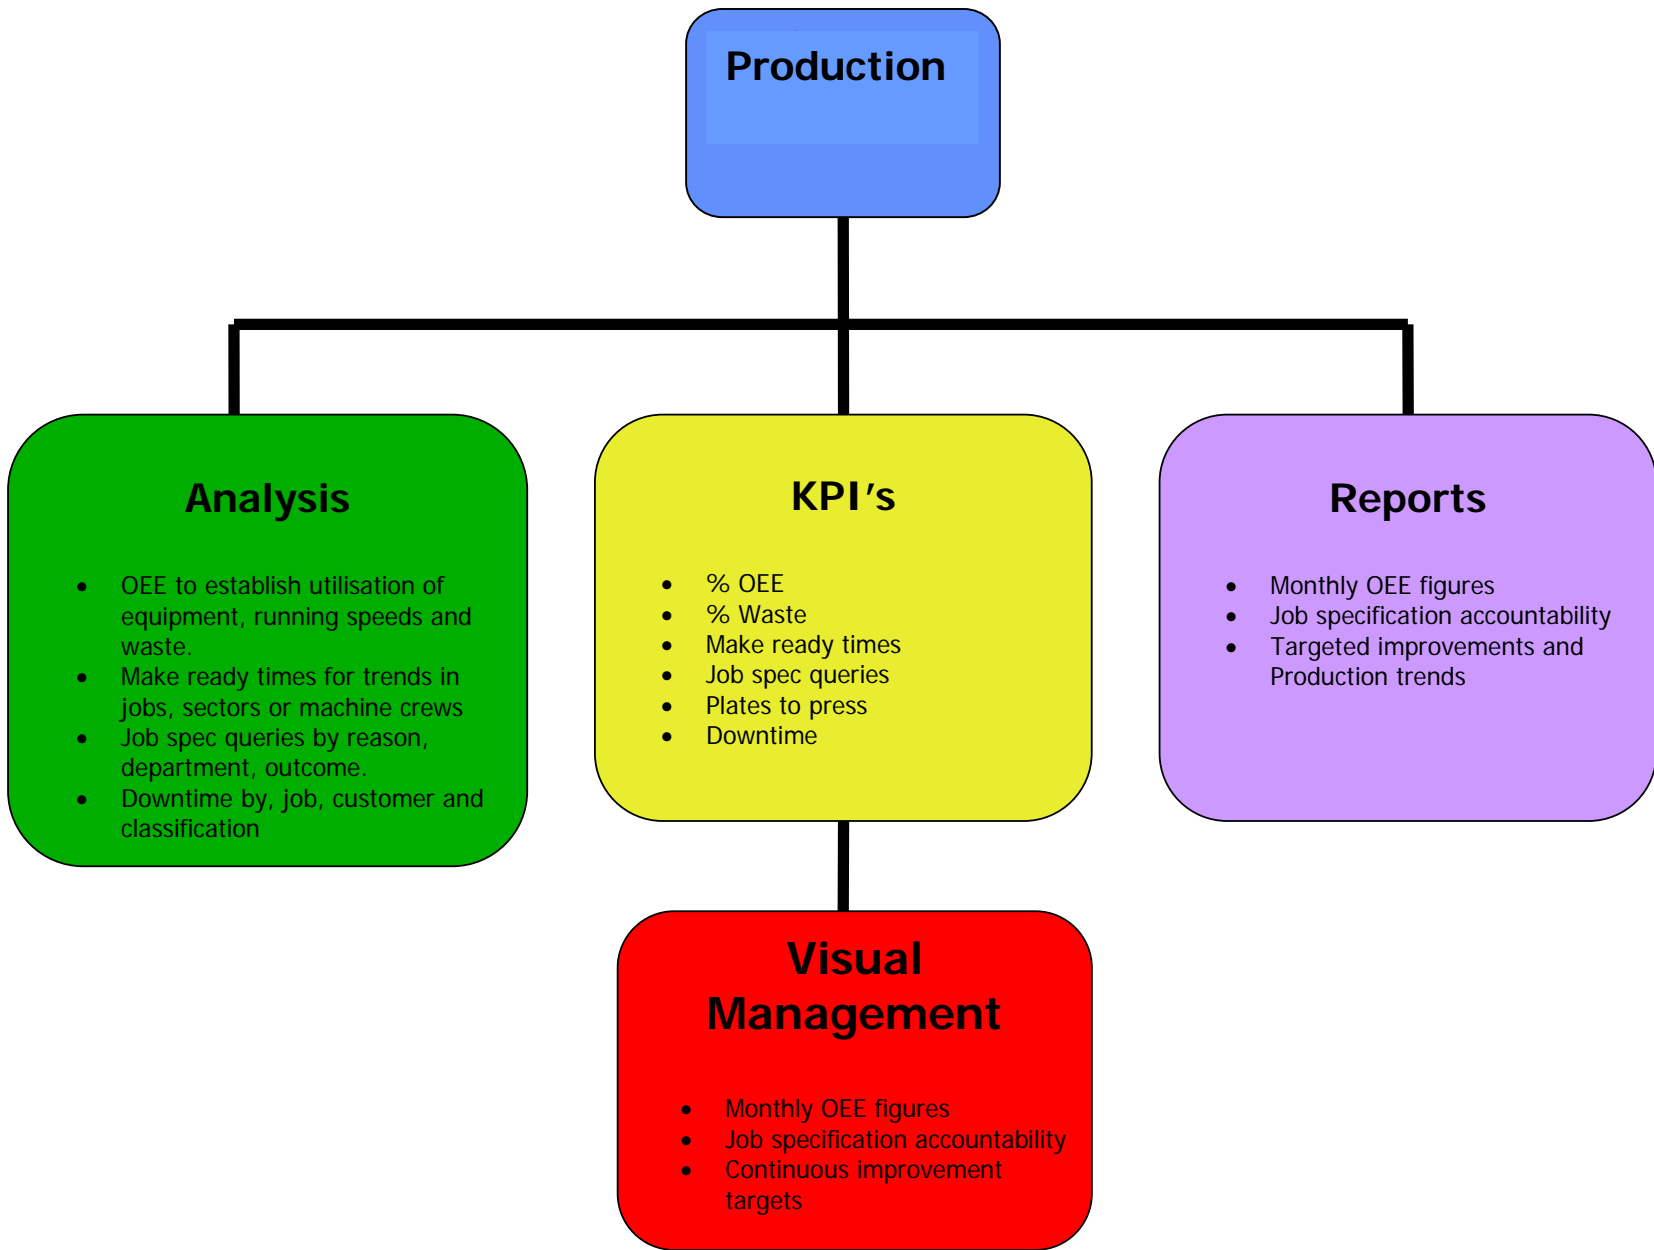 Production
Analysis
• OEE to establish utilisation of
equipment, running speeds and
waste.
• Make ready times for trends in
jobs, sectors or machine crews
• Job spec queries by reason,
department, outcome.
• Downtime by, job, customer and
classification
KPI's
• % OEE
• % Waste
• Make ready times
• Job spec queries
• Plates to press
• Downtime
Reports
• Monthly OEE figures
• Job specification accountability
• Targeted improvements and
Production trends
Visual
Management
• Monthly OEE figures
• Job specification accountability
• Continuous improvement
targets